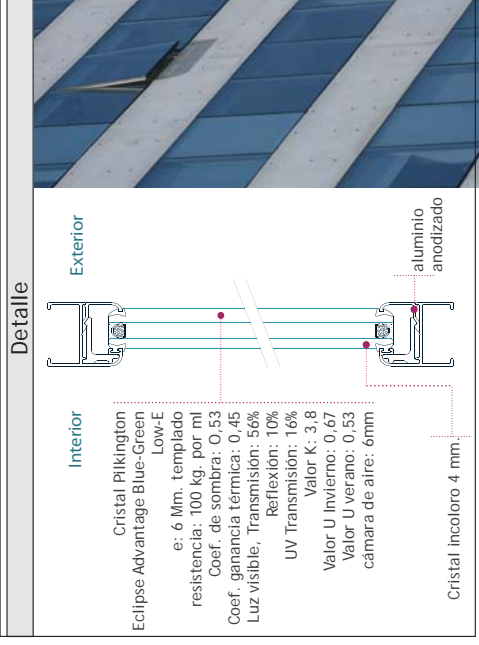 Detalle
Interior
Exterior
Cristal Pilkington
Eclipse Advantage Blue-Green
Low-E
e: 6 Mm. templado
resistencia: 100 kg. por ml
Coef. de sombra: 0,53
Coef. ganancia térmica: 0,45
Luz visible, Transmisión: 56%
Reflexión: 10%
UV Transmisión: 16%
Valor K: 3,8
Valor U Invierno: 0,67
Valor U verano: 0,53
cámara de aire: 6mm
aluminio
anodizado
Cristal incoloro 4 mm.